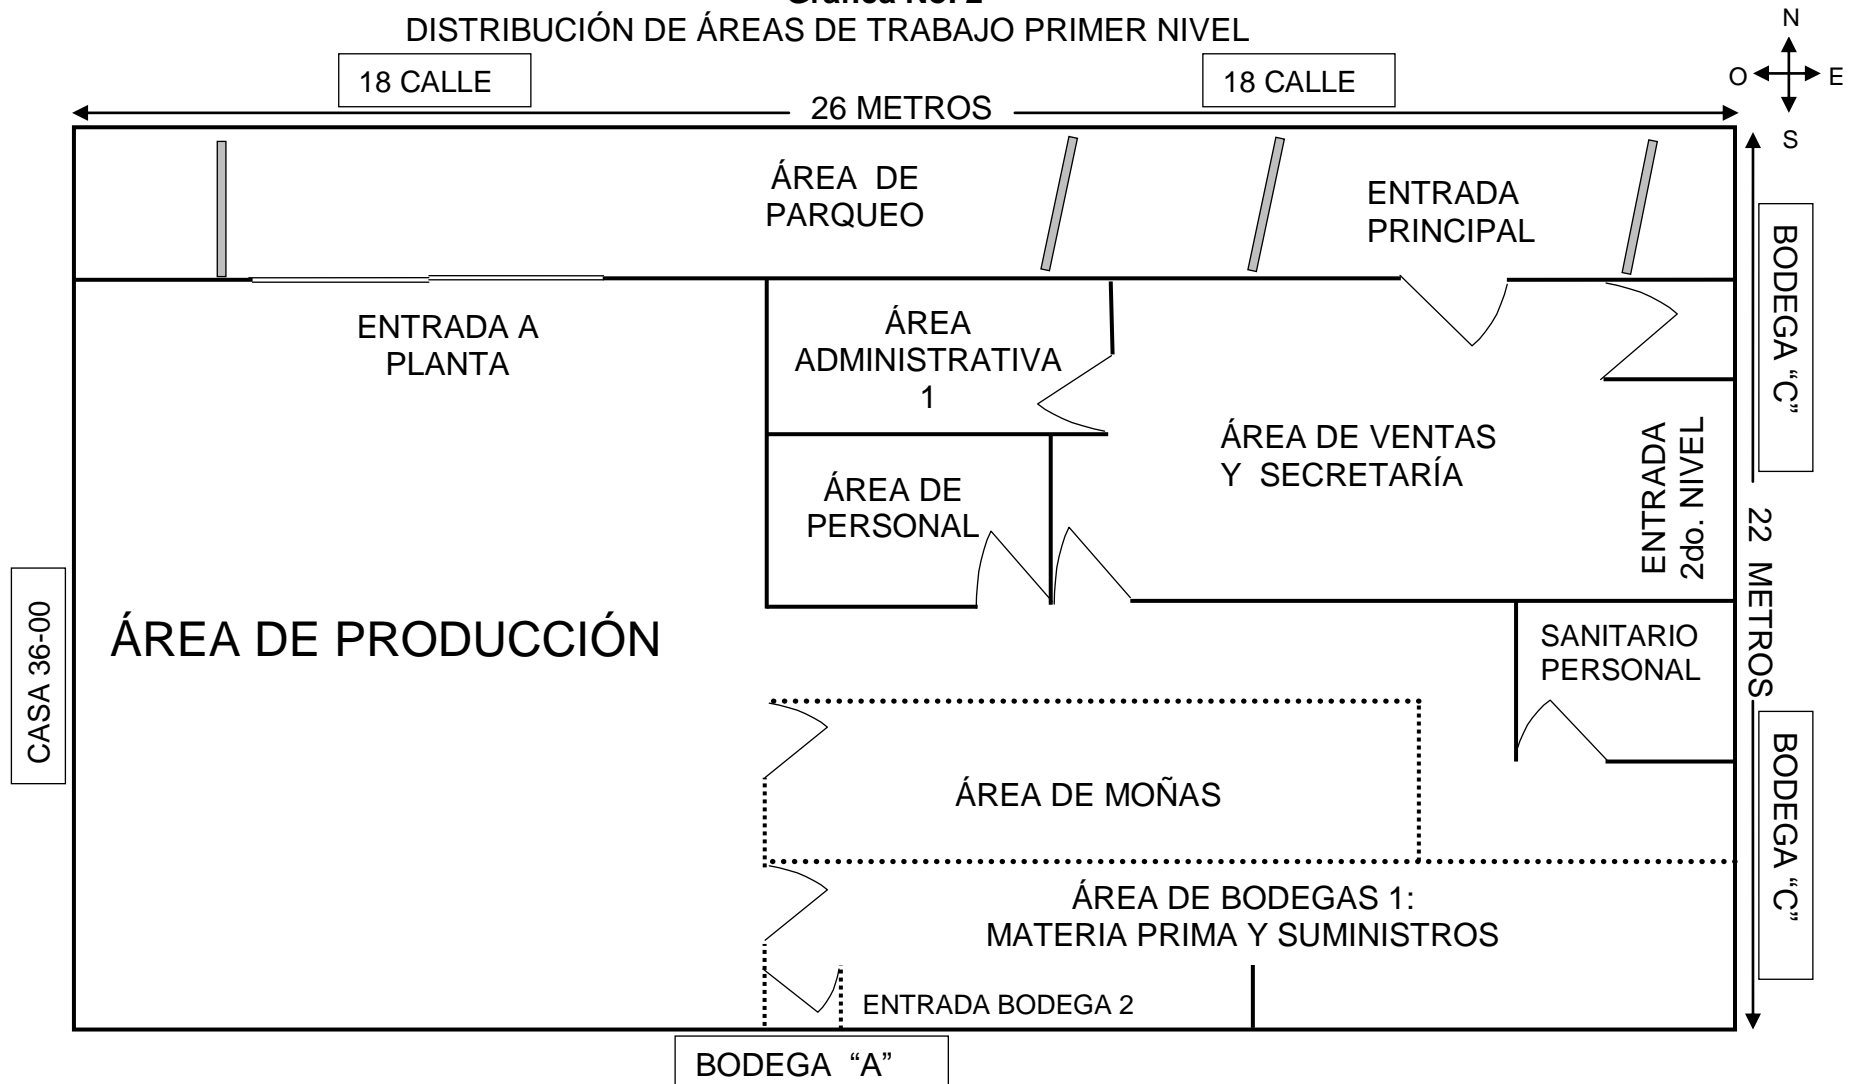 Gráfica No. 2
DISTRIBUCIÓN DE ÁREAS DE TRABAJO PRIMER NIVEL
N
O
E
S
18 CALLE
18 CALLE
26 METROS
ÁREA DE
PARQUEO
ENTRADA
PRINCIPAL
BODEGA “C”
ENTRADA A
PLANTA
ÁREA
ADMINISTRATIVA
1
ÁREA DE VENTAS
Y SECRETARÍA
ENTRADA
2do. NIVEL
ÁREA DE
PERSONAL
22 METROS
CASA 36-00
ÁREA DE PRODUCCIÓN
SANITARIO
PERSONAL
BODEGA “C”
ÁREA DE MOÑAS
ÁREA DE BODEGAS 1:
MATERIA PRIMA Y SUMINISTROS
ENTRADA BODEGA 2
BODEGA “A”